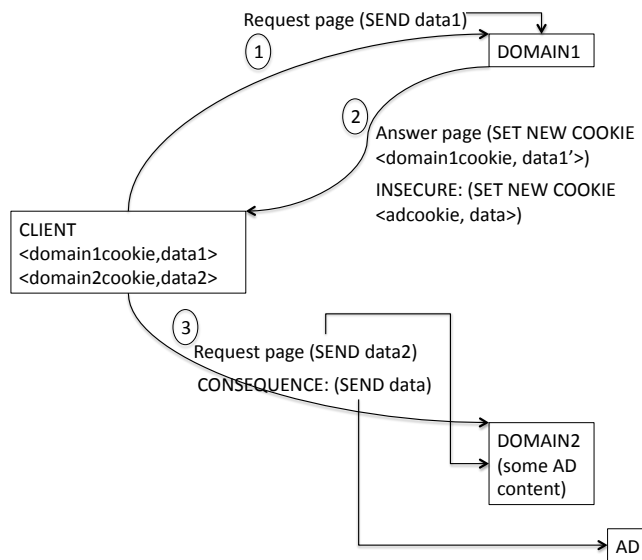 Request page (SEND data1)
DOMAIN1
1
2
Answer page (SET NEW COOKIE
<domain1cookie, data1'>)
INSECURE: (SET NEW COOKIE
<adcookie, data>)
CLIENT
<domain1cookie,data1>
<domain2cookie,data2>
3
Request page (SEND data2)
CONSEQUENCE: (SEND data)
DOMAIN2
(some AD
content)
AD